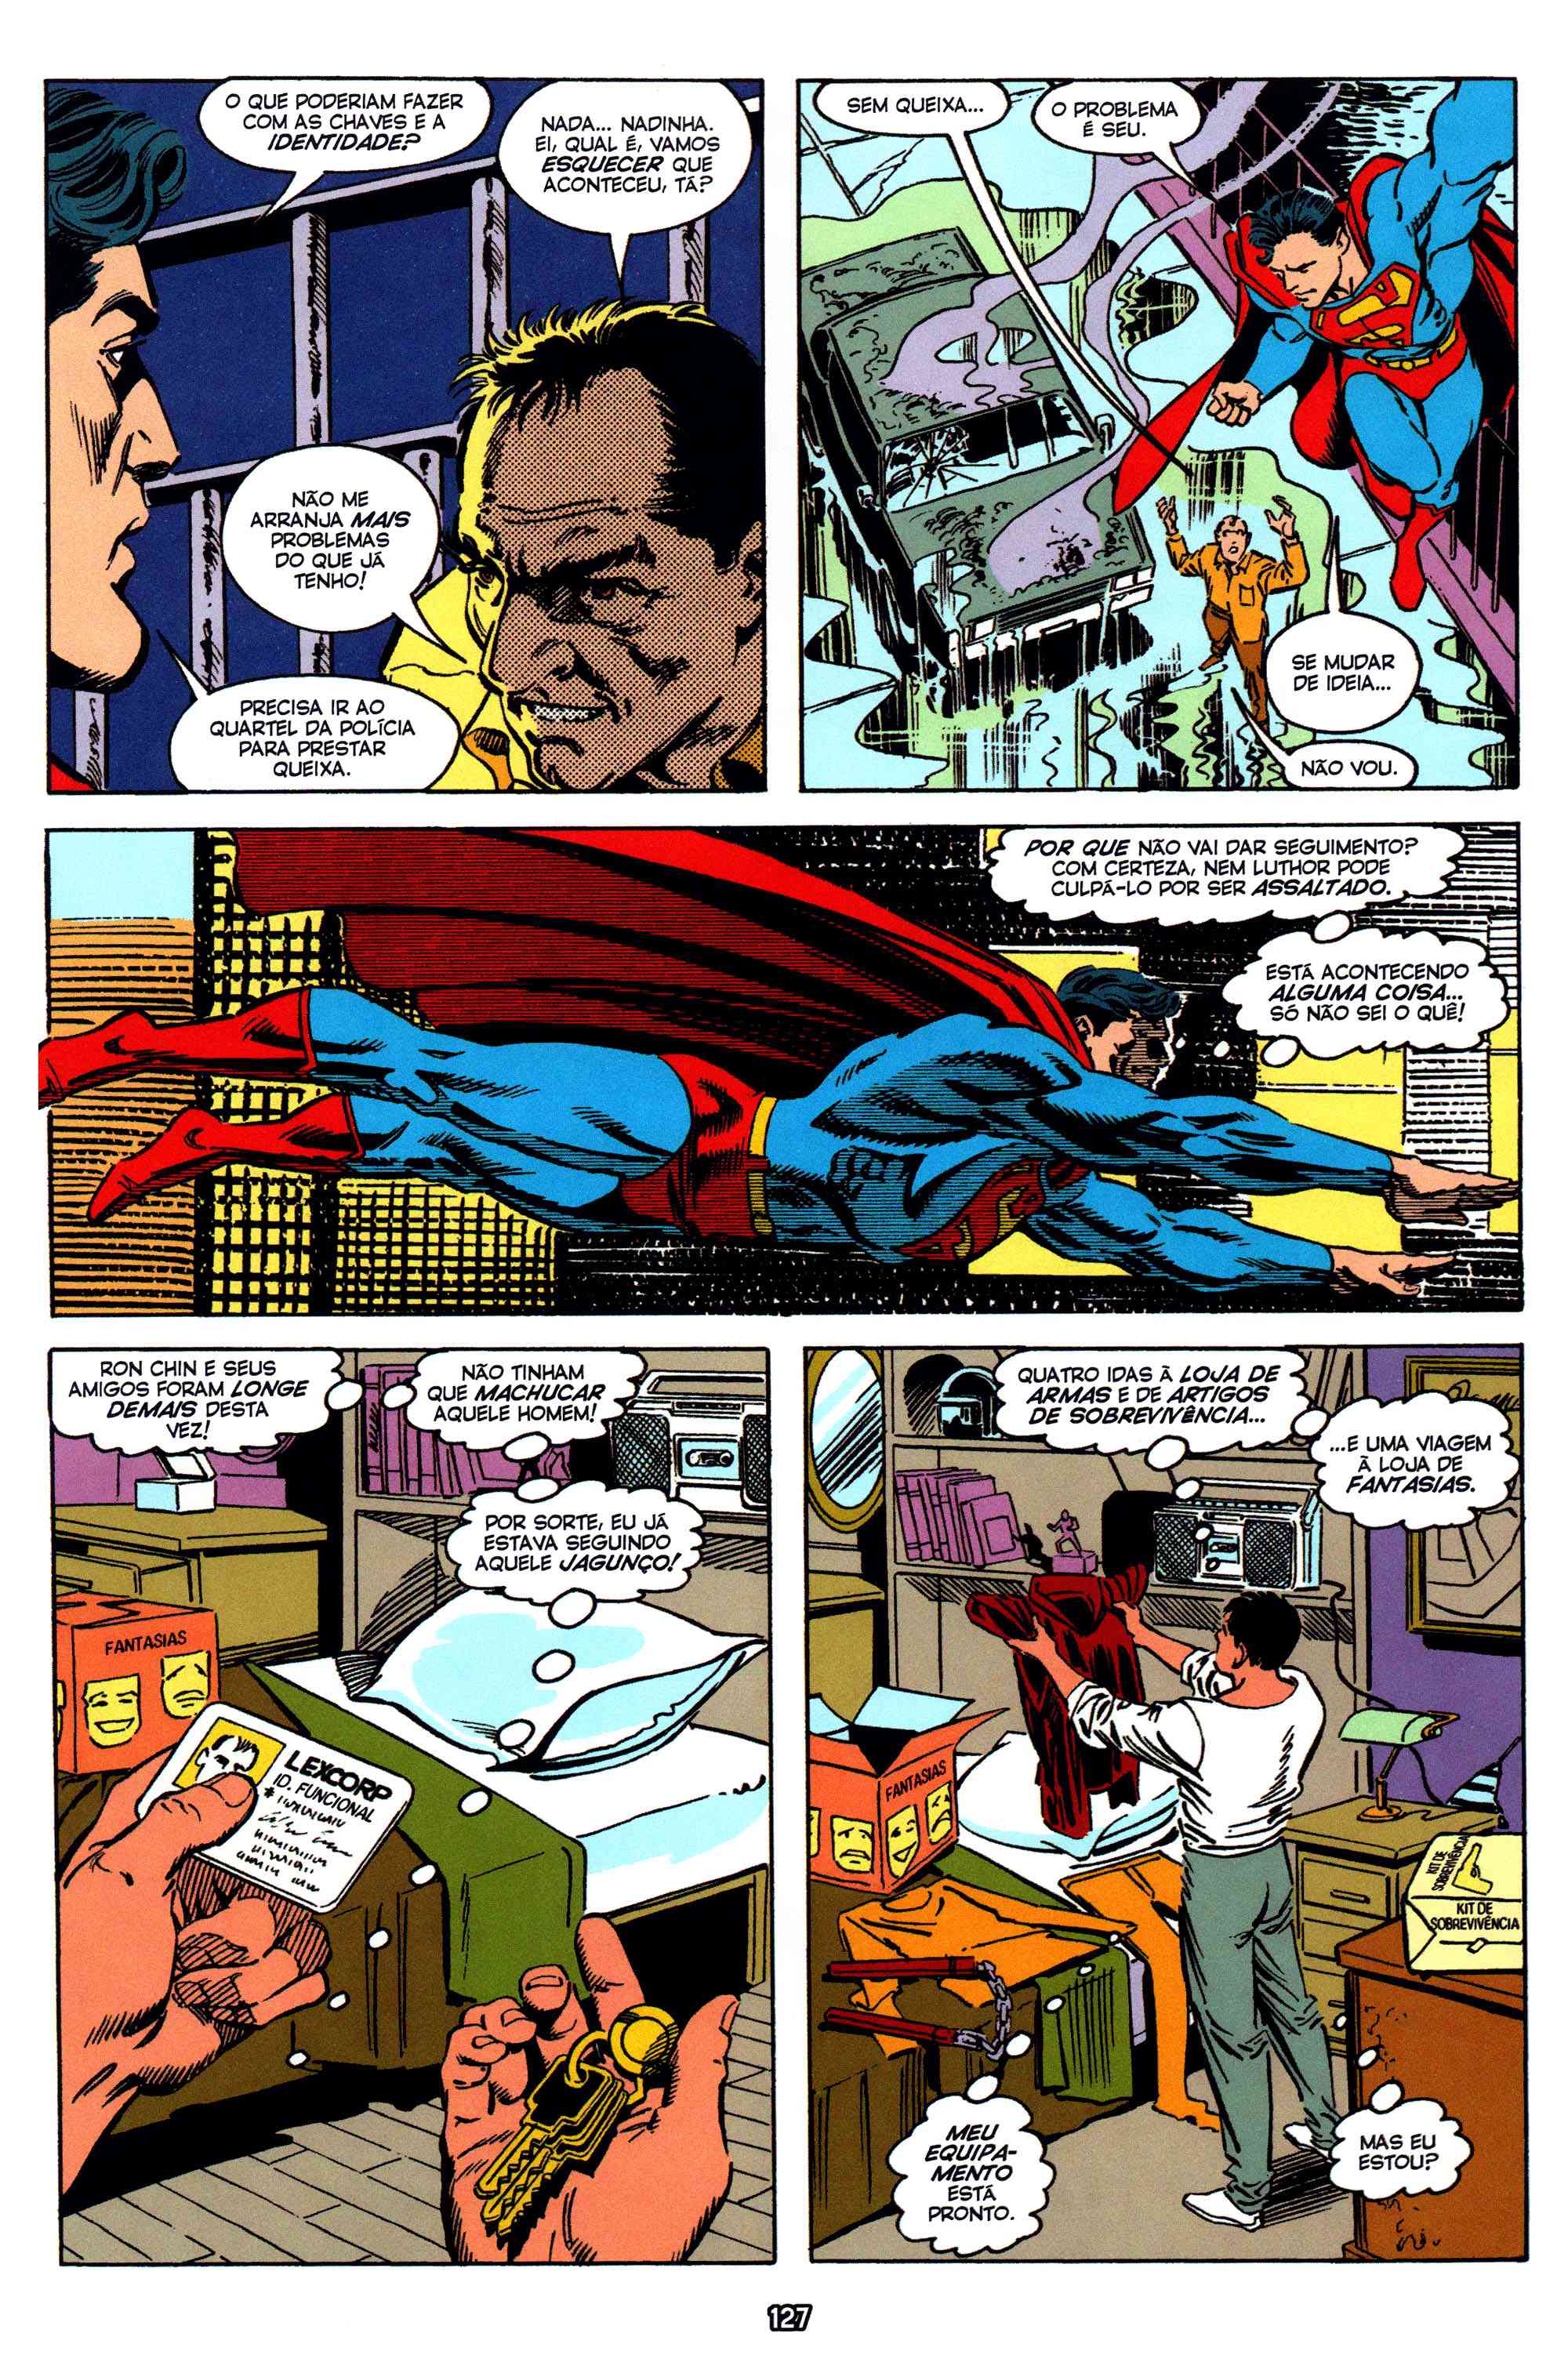 O QUE PODERIAM FAZER
COM AS CHAVES E A
IDENTIDADE?
NADA... NADINHA.
EI, QUAL É, VAMOS
ESQUECER QUE
ACONTECEU, TÁ?
NÃO ME
ARRANJA MAIS
PROBLEMAS
DO QUE JÁ
TENHO!
PRECISA IR AO
QUARTEL DA POLÍCIA
PARA PRESTAR
QUEIXA.
SEM QUEIXA...
O PROBLEMA
É SEU.
SE MUDAR
DE IDEIA...
NÃO VOU.
POR QUE NÃO VAI DAR SEGUIMENTO?
COM CERTEZA, NEM LUTHOR PODE
CULPÁ-LO POR SER ASSALTADO.
ESTÁ ACONTECENDO
ALGUMA COISA...
SÓ NÃO SEI O QUÊ!
RON CHIN E SEUS
AMIGOS FORAM LONGE
DEMAIS DESTA
VEZ!
NÃO TINHAM
QUE MACHUCAR
AQUELE HOMEM!
POR SORTE, EU JÁ
ESTAVA SEGUINDO
AQUELE JAGUNÇO!
FANTASIAS
LEXCORP
ID. FUNCIONAL
QUATRO IDAS À LOJA DE
ARMAS E DE ARTIGOS
DE SOBREVIVÊNCIA...
...E UMA VIAGEM
À LOJA DE
FANTASIAS.
FANTASIAS
KIT DE
SOBREVIVÊNCIA
KIT DE
SOBREVIVÊNCIA
MEU
EQUIPA-
MENTO
ESTÁ
PRONTO.
MAS EU
ESTOU?
127